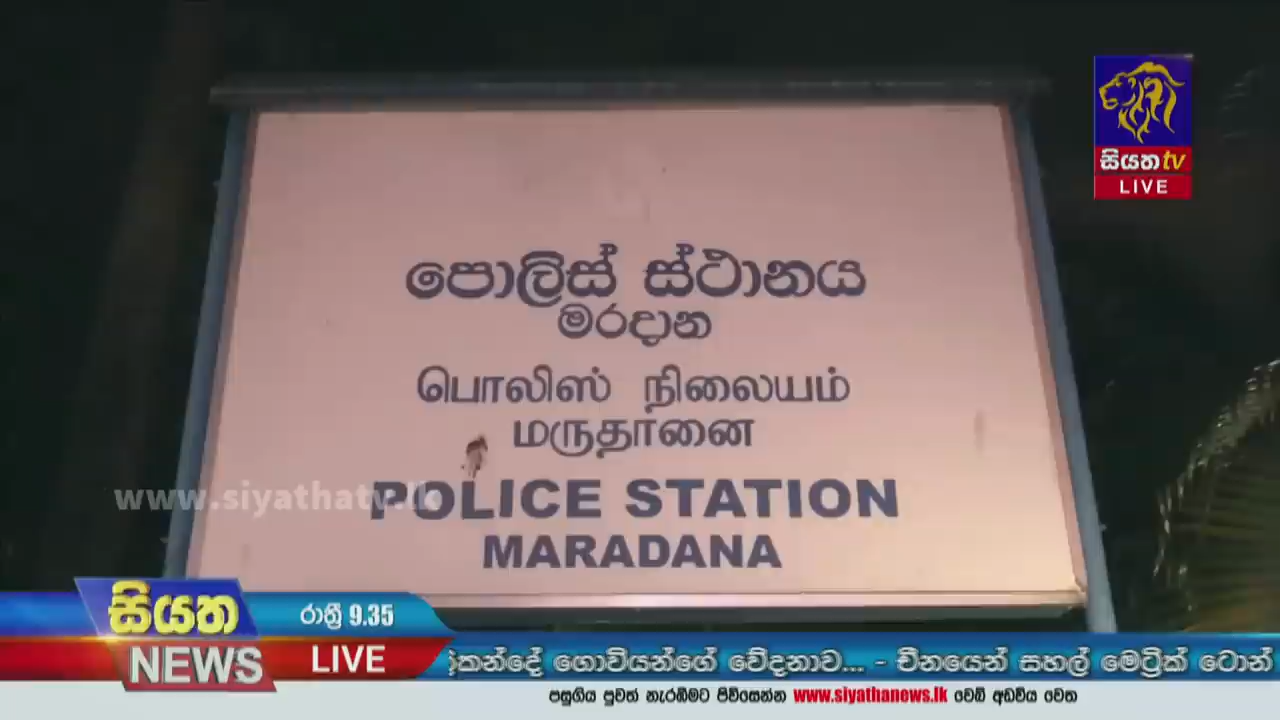 සියත tv
LIVE
පොලිස් ස්ථානය
මරදාන
பொலிஸ் நிலையம்
மருதானை
POLICE STATION
MARADANA
www.siyathatv.lk
සියත
NEWS
රාත්‍රී 9.35
LIVE
ගොවියන්ගේ වේදනාව... - චීනයෙන් සහල් මෙට්‍රික් ටොන්
පසුගිය පුවත් නැරඹීමට පිවිසෙන්න www.siyathanews.lk වෙබ් අඩවිය වෙත